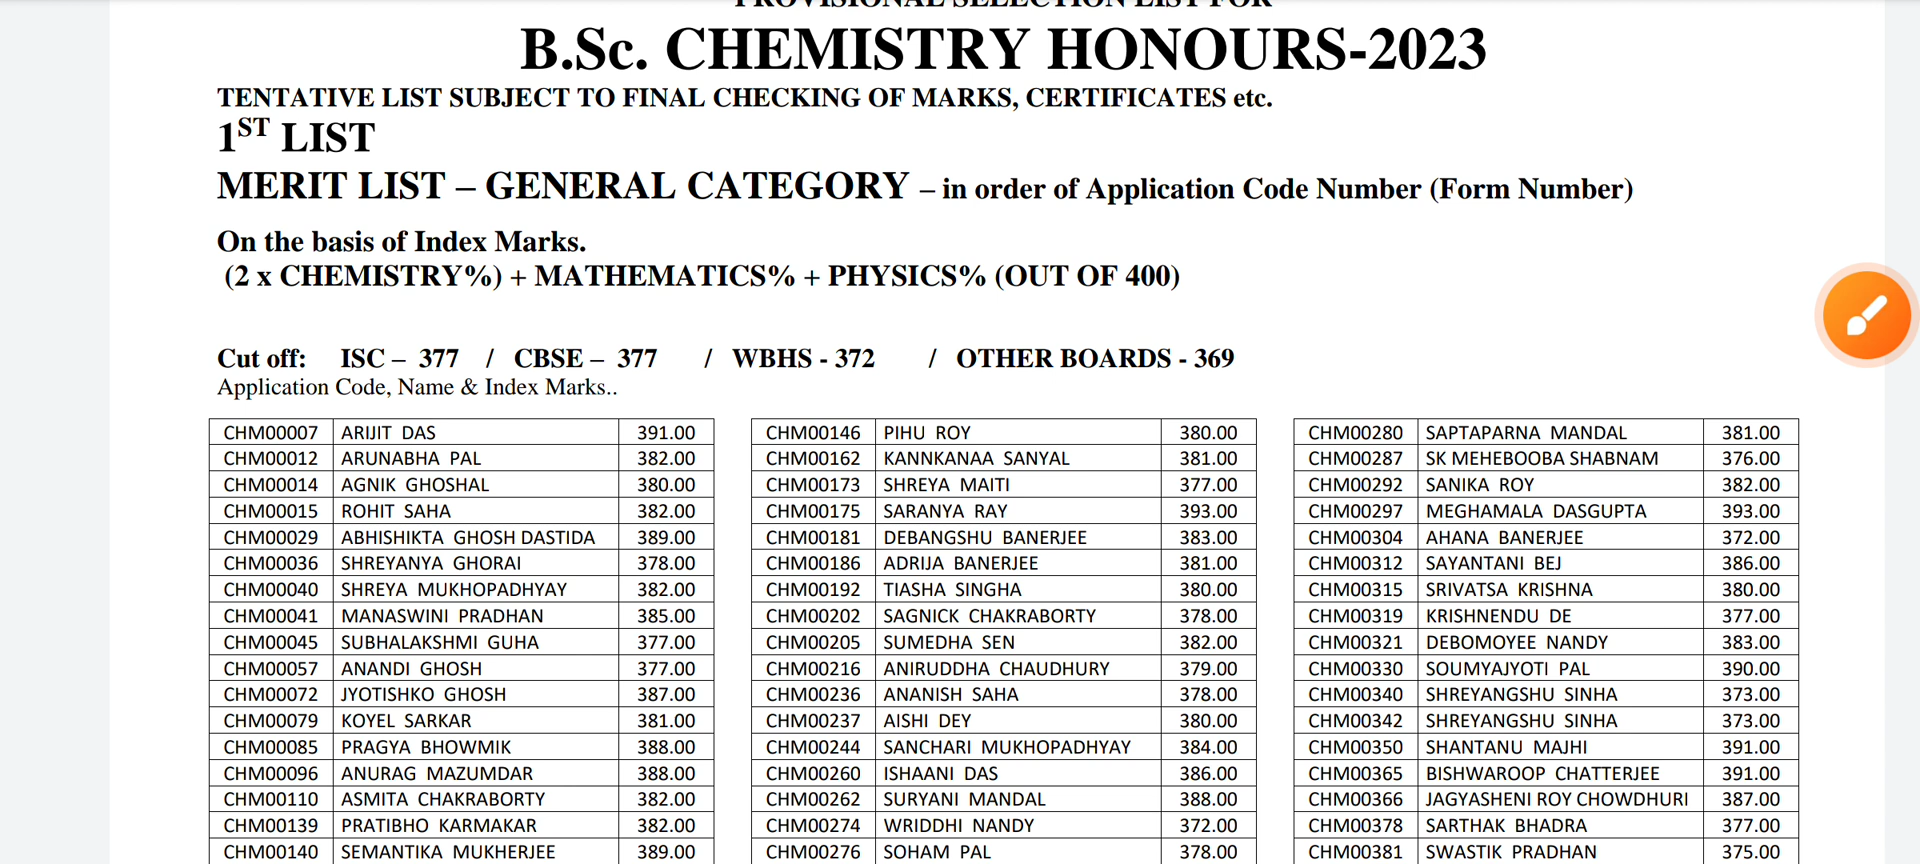 PROVISIONAL SELECTION LIST FOR
B.Sc. CHEMISTRY HONOURS-2023
TENTATIVE LIST SUBJECT TO FINAL CHECKING OF MARKS, CERTIFICATES etc.
1ST LIST
MERIT LIST – GENERAL CATEGORY – in order of Application Code Number (Form Number)
On the basis of Index Marks.
(2 x CHEMISTRY%) + MATHEMATICS% + PHYSICS% (OUT OF 400)
Cut off: ISC – 377 / CBSE – 377 / WBHS - 372 / OTHER BOARDS - 369
Application Code, Name & Index Marks..
CHM00007 ARIJIT DAS 391.00 CHM00146 PIHU ROY 380.00 CHM00280 SAPTAPARNA MANDAL 381.00
CHM00012 ARUNABHA PAL 382.00 CHM00162 KANNKANAA SANYAL 381.00 CHM00287 SK MEHEBOOBA SHABNAM 376.00
CHM00014 AGNIK GHOSHAL 380.00 CHM00173 SHREYA MAITI 377.00 CHM00292 SANIKA ROY 382.00
CHM00015 ROHIT SAHA 382.00 CHM00175 SARANYA RAY 393.00 CHM00297 MEGHAMALA DASGUPTA 393.00
CHM00029 ABHISHIKTA GHOSH DASTIDA 389.00 CHM00181 DEBANGSHU BANERJEE 383.00 CHM00304 AHANA BANERJEE 372.00
CHM00036 SHREYANYA GHORAI 378.00 CHM00186 ADRIJA BANERJEE 381.00 CHM00312 SAYANTANI BEJ 386.00
CHM00040 SHREYA MUKHOPADHYAY 382.00 CHM00192 TIASHA SINGHA 380.00 CHM00315 SRIVATSA KRISHNA 380.00
CHM00041 MANASWINI PRADHAN 385.00 CHM00202 SAGNICK CHAKRABORTY 378.00 CHM00319 KRISHNENDU DE 377.00
CHM00045 SUBHALAKSHMI GUHA 377.00 CHM00205 SUMEDHA SEN 382.00 CHM00321 DEBOMOYEE NANDY 383.00
CHM00057 ANANDI GHOSH 377.00 CHM00216 ANIRUDDHA CHAUDHURY 379.00 CHM00330 SOUMYAJYOTI PAL 390.00
CHM00072 JYOTISHKO GHOSH 387.00 CHM00236 ANANISH SAHA 378.00 CHM00340 SHREYANGSHU SINHA 373.00
CHM00079 KOYEL SARKAR 381.00 CHM00237 AISHI DEY 380.00 CHM00342 SHREYANGSHU SINHA 373.00
CHM00085 PRAGYA BHOWMIK 388.00 CHM00244 SANCHARI MUKHOPADHYAY 384.00 CHM00350 SHANTANU MAJHI 391.00
CHM00096 ANURAG MAZUMDAR 388.00 CHM00260 ISHAANI DAS 386.00 CHM00365 BISHWAROOP CHATTERJEE 391.00
CHM00110 ASMITA CHAKRABORTY 382.00 CHM00262 SURYANI MANDAL 388.00 CHM00366 JAGYASHENI ROY CHOWDHURI 387.00
CHM00139 PRATIBHO KARMAKAR 382.00 CHM00274 WRIDDHI NANDY 372.00 CHM00378 SARTHAK BHADRA 377.00
CHM00140 SEMANTIKA MUKHERJEE 389.00 CHM00276 SOHAM PAL 378.00 CHM00381 SWASTIK PRADHAN 375.00